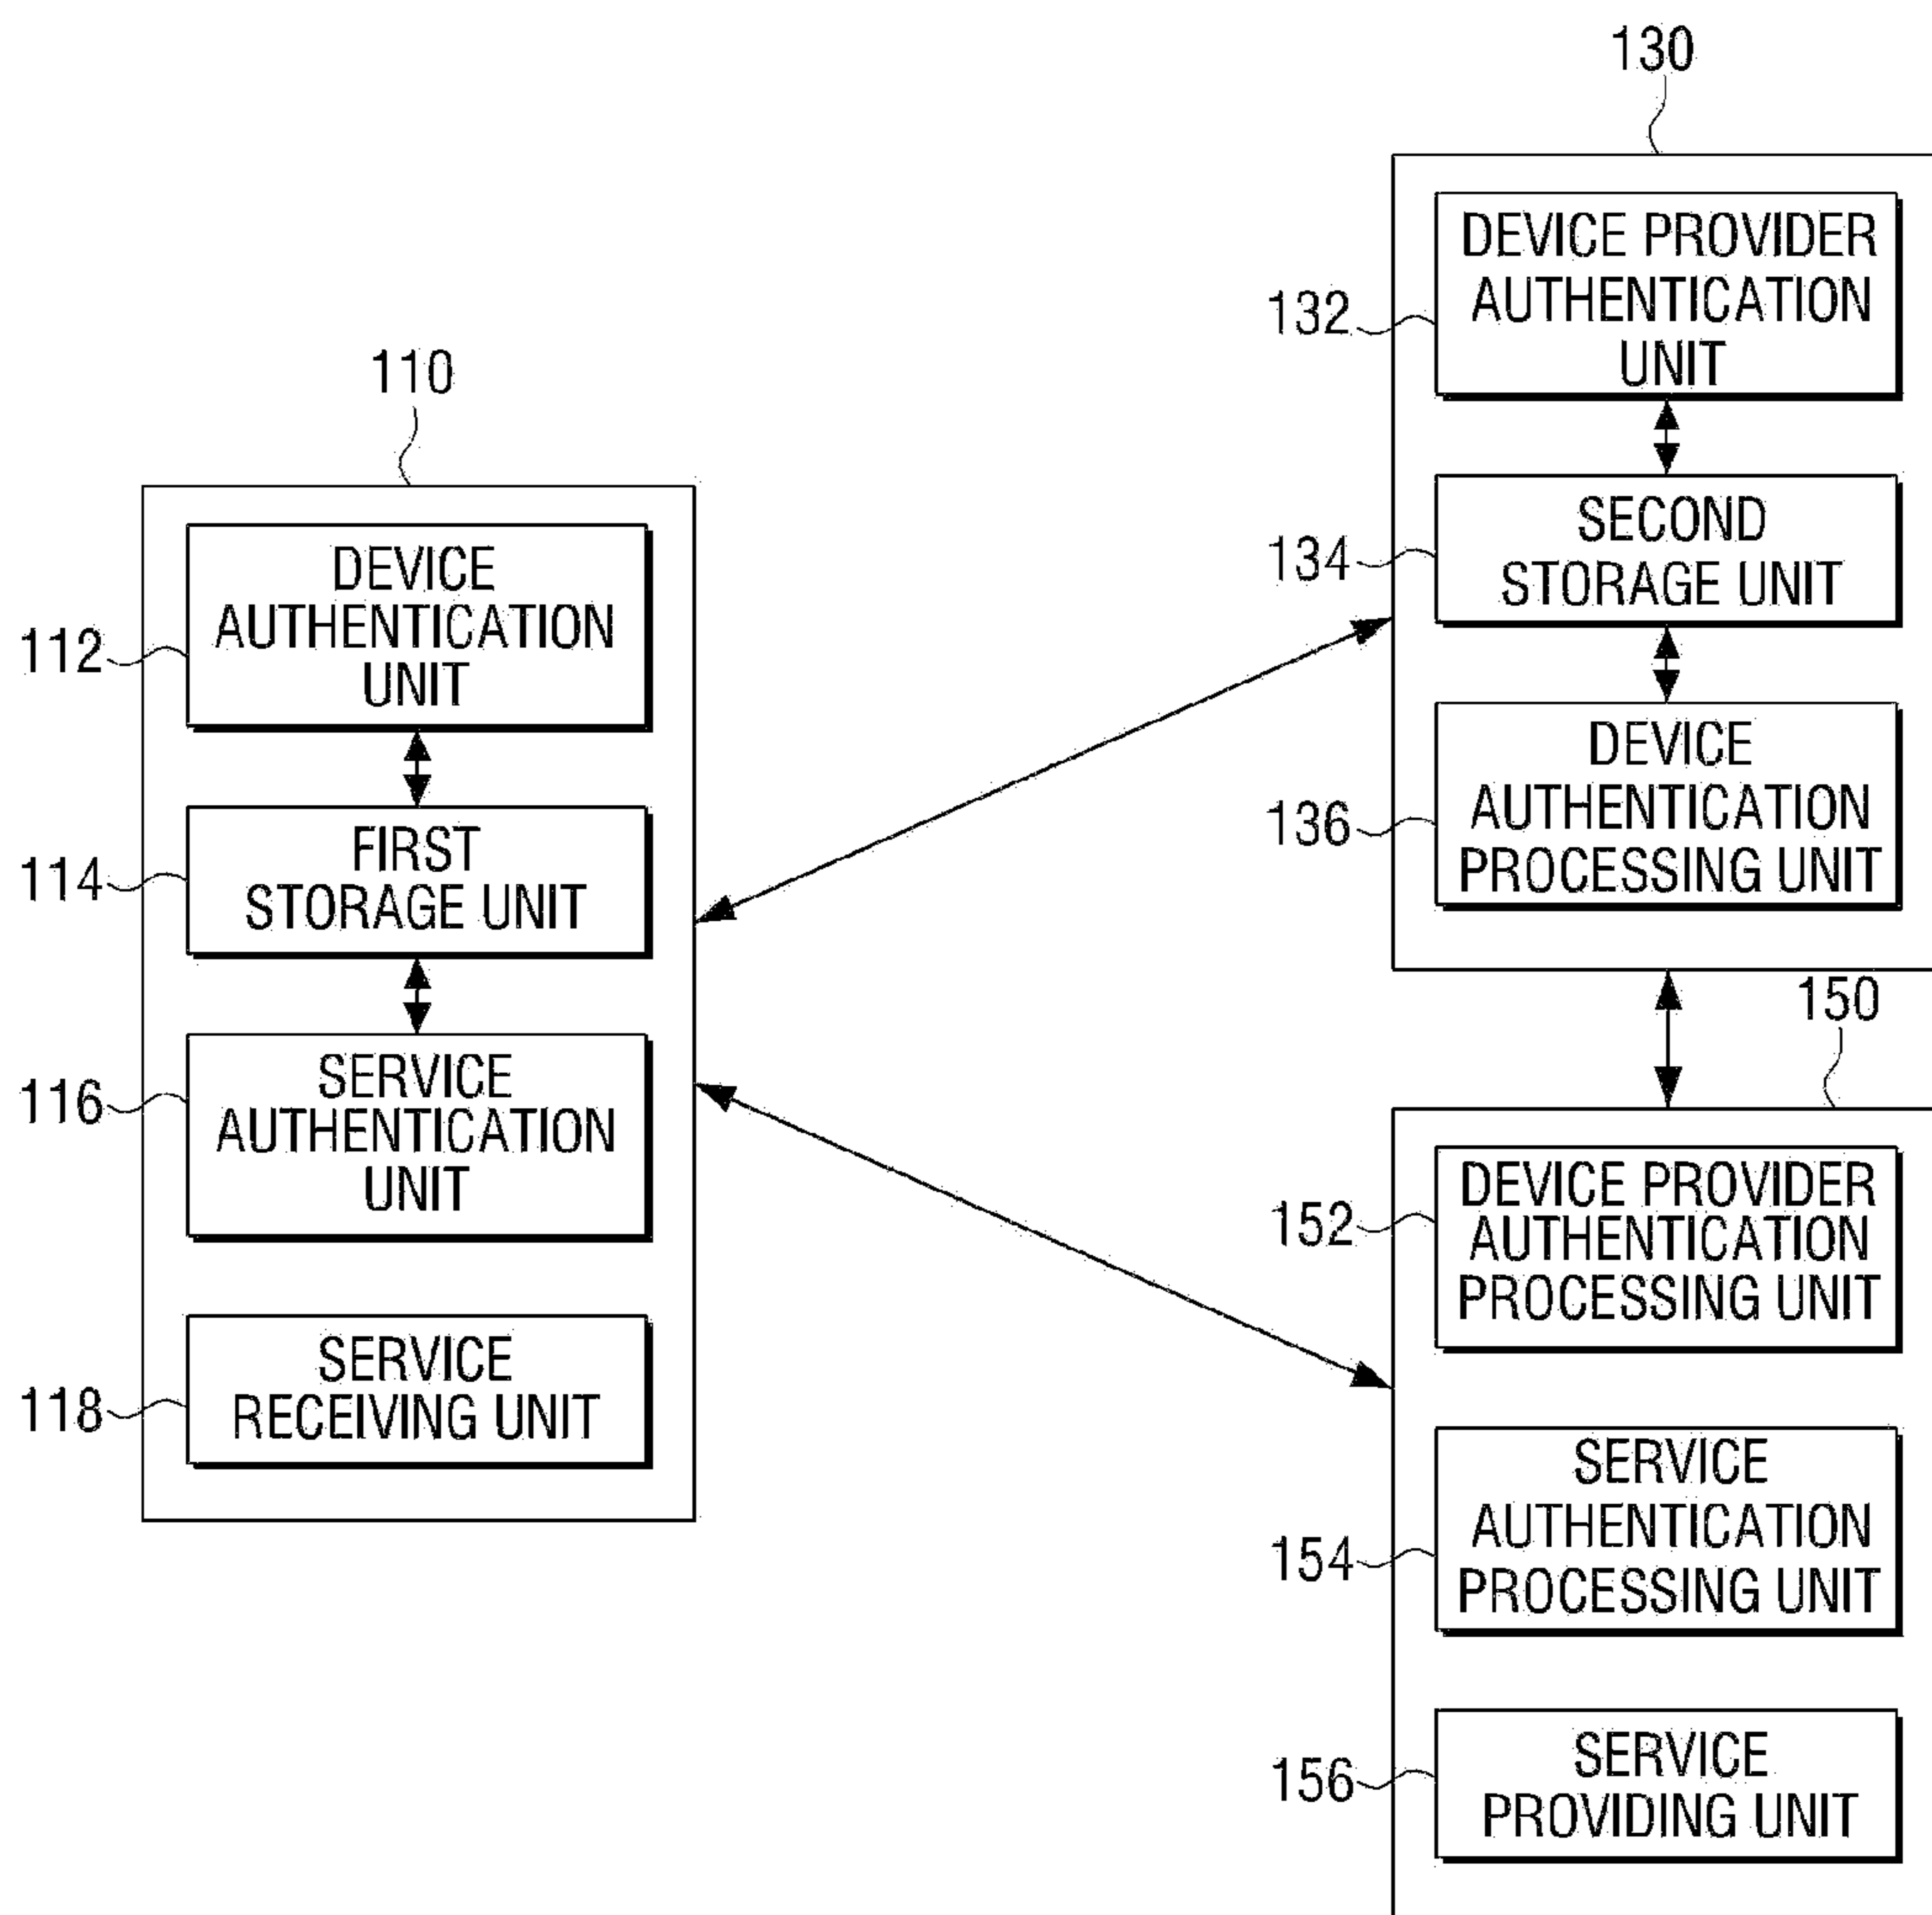 130
DEVICE PROVIDER
AUTHENTICATION
UNIT
132
SECOND
STORAGE UNIT
134
DEVICE
AUTHENTICATION
PROCESSING UNIT
136
110
DEVICE
AUTHENTICATION
UNIT
112
FIRST
STORAGE UNIT
114
SERVICE
AUTHENTICATION
UNIT
116
SERVICE
RECEIVING UNIT
118
150
DEVICE PROVIDER
AUTHENTICATION
PROCESSING UNIT
152
SERVICE
AUTHENTICATION
PROCESSING UNIT
154
SERVICE
PROVIDING UNIT
156